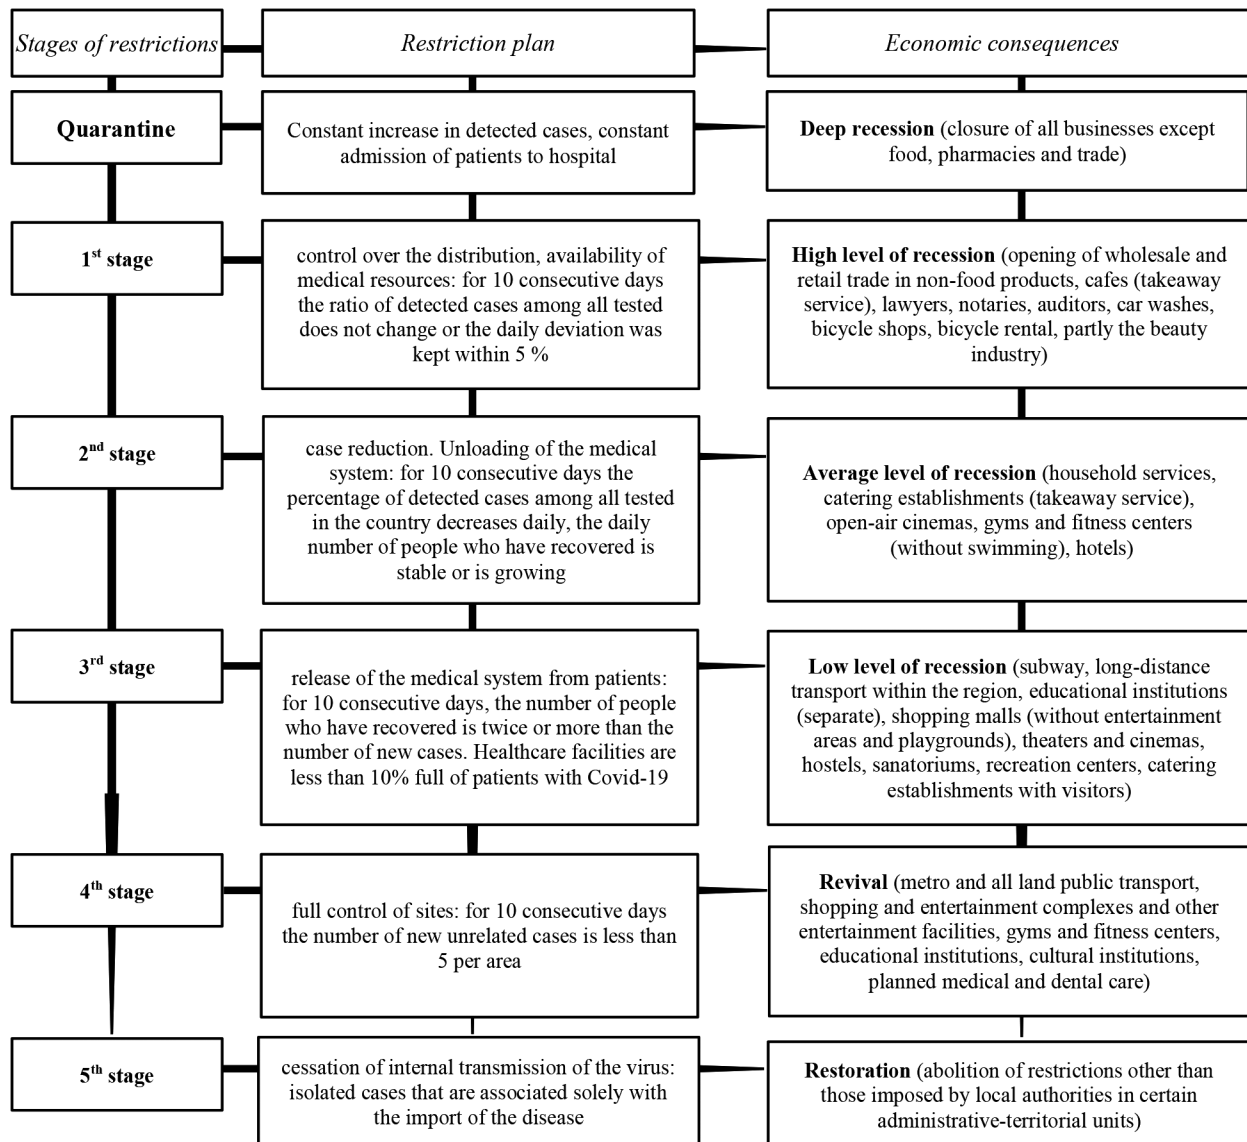 Stages of restrictions
Restriction plan
Economic consequences
Quarantine
Constant increase in detected cases, constant
admission of patients to hospital
Deep recession (closure of all businesses except
food, pharmacies and trade)
1st stage
control over the distribution, availability of
medical resources: for 10 consecutive days
the ratio of detected cases among all tested
does not change or the daily deviation was
kept within 5 %
High level of recession (opening of wholesale and
retail trade in non-food products, cafes (takeaway
service), lawyers, notaries, auditors, car washes,
bicycle shops, bicycle rental, partly the beauty
industry)
2nd stage
case reduction. Unloading of the medical
system: for 10 consecutive days the
percentage of detected cases among all tested
in the country decreases daily, the daily
number of people who have recovered is
stable or is growing
Average level of recession (household services,
catering establishments (takeaway service),
open-air cinemas, gyms and fitness centers
(without swimming), hotels)
3rd stage
release of the medical system from patients:
for 10 consecutive days, the number of people
who have recovered is twice or more than the
number of new cases. Healthcare facilities are
less than 10% full of patients with Covid-19
Low level of recession (subway, long-distance
transport within the region, educational institutions
(separate), shopping malls (without entertainment
areas and playgrounds), theaters and cinemas,
hostels, sanatoriums, recreation centers, catering
establishments with visitors)
4th stage
full control of sites: for 10 consecutive days
the number of new unrelated cases is less than
5 per area
Revival (metro and all land public transport,
shopping and entertainment complexes and other
entertainment facilities, gyms and fitness centers,
educational institutions, cultural institutions,
planned medical and dental care)
5th stage
cessation of internal transmission of the virus:
isolated cases that are associated solely with
the import of the disease
Restoration (abolition of restrictions other than
those imposed by local authorities in certain
administrative-territorial units)